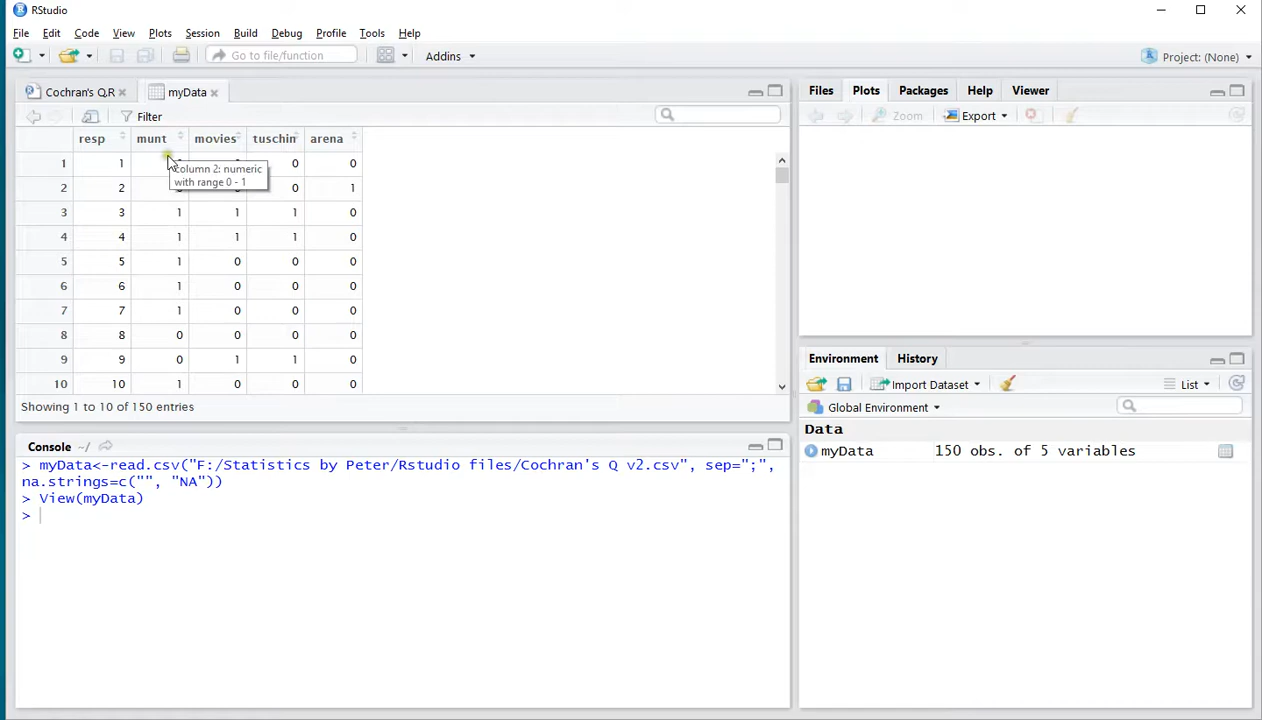 RStudio
File Edit Code View Plots Session Build Debug Profile Tools Help
Go to file/function Addins Project: (None)
Cochran's Q.R myData
Filter
resp munt movies tuschin arena
1 1 0 0
column 2: numeric
with range 0 - 1
2 2 0 1
3 3 1 1 1 0
4 4 1 1 1 0
5 5 1 0 0 0
6 6 1 0 0 0
7 7 1 0 0 0
8 8 0 0 0 0
9 9 0 1 1 0
10 10 1 0 0 0
Showing 1 to 10 of 150 entries
Console ~/
> myData<-read.csv("F:/Statistics by Peter/Rstudio files/Cochran's Q v2.csv", sep=";",
na.strings=c("", "NA"))
> View(myData)
>
Files Plots Packages Help Viewer
Zoom Export
Environment History
Import Dataset List
Global Environment
Data
myData 150 obs. of 5 variables